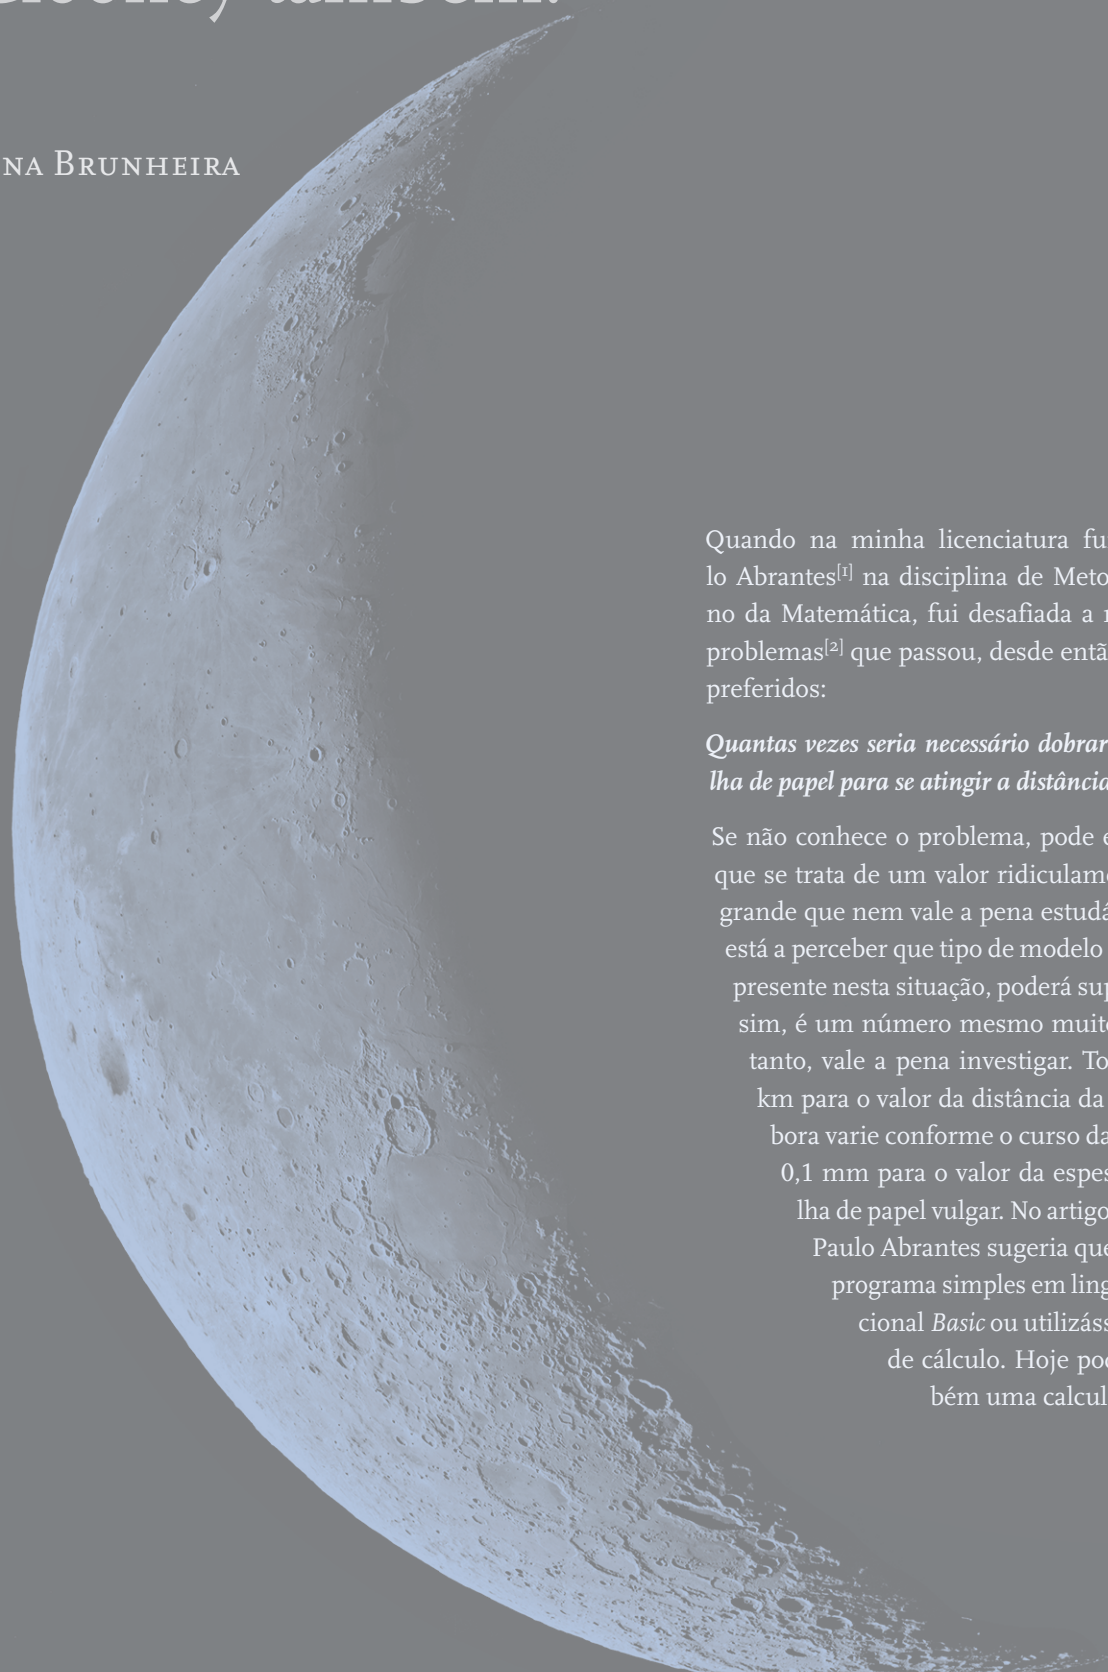 também!
NA BRUNHEIRA
Quando na minha licenciatura fu
lo Abrantes[1] na disciplina de Meto
no da Matemática, fui desafiada a
problemas[2] que passou, desde entã
preferidos:
Quantas vezes seria necessário dobrar
lha de papel para se atingir a distância
Se não conhece o problema, pode e
que se trata de um valor ridiculame
grande que nem vale a pena estudá
está a perceber que tipo de modelo
presente nesta situação, poderá sup
sim, é um número mesmo muito
tanto, vale a pena investigar. To
km para o valor da distância da
bora varie conforme o curso da
0,1 mm para o valor da espes
lha de papel vulgar. No artigo
Paulo Abrantes sugeria que
programa simples em ling
cional Basic ou utilizáss
de cálculo. Hoje pod
bém uma calcul